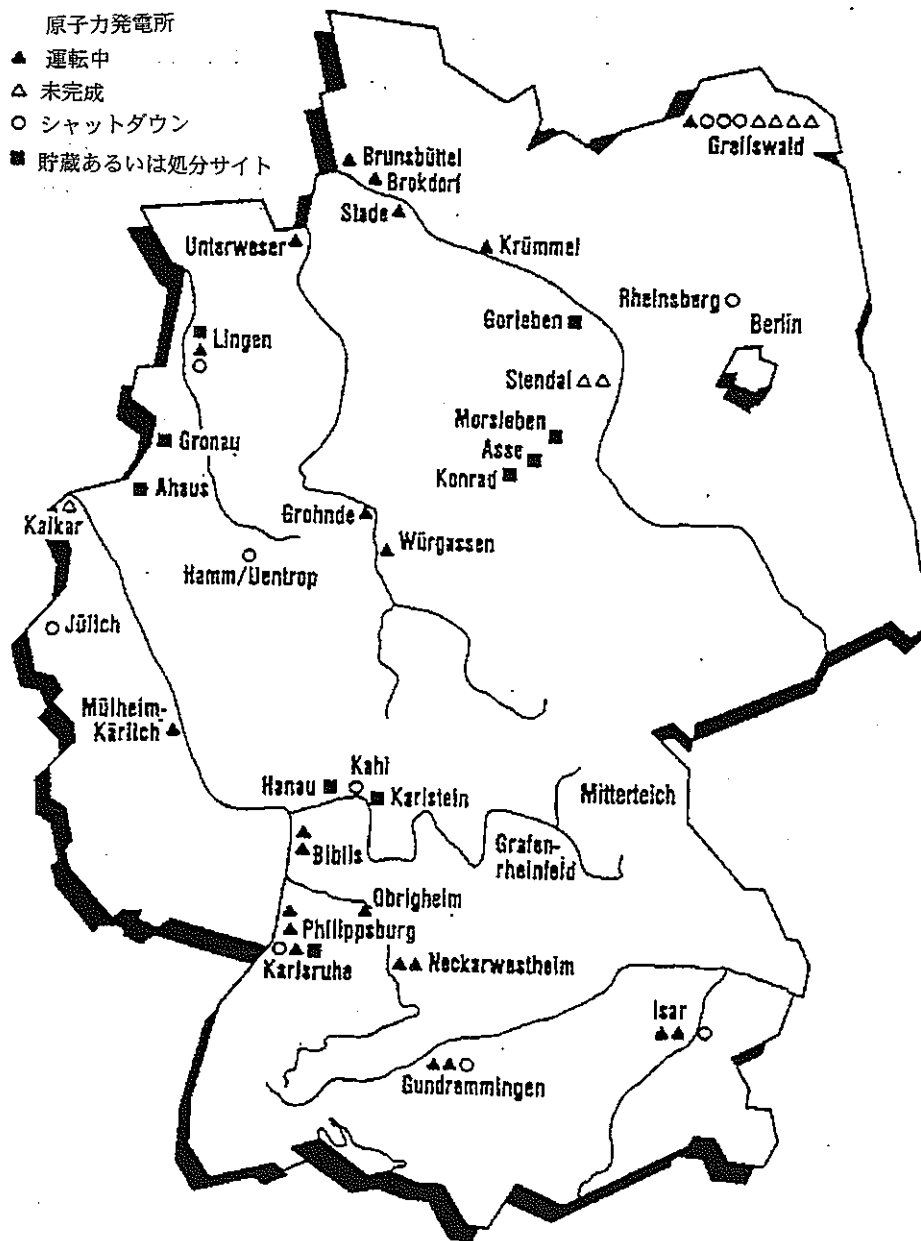 原子力発電所
▲ 運転中
△ 未完成
○ シャットダウン
■ 貯蔵あるいは処分サイト
Greifswald
Brunsbüttel
Brokdorf
Stade
Unterweser
Krümmel
Rheinsberg
Berlin
Gorleben
Lingen
Stendal
Morsleben
Asse
Konrad
Gronau
Ahaus
Kalkar
Grohnde
Würgassen
Hamm/Uentrop
Jülich
Mülheim-
Kärlich
Kahl
Hanau
Karlstein
Mitterteich
Grafen-
rheinfeld
Biblis
Obrigheim
Philippsburg
Karlsruhe
Neckarwestheim
Isar
Gundrammingen